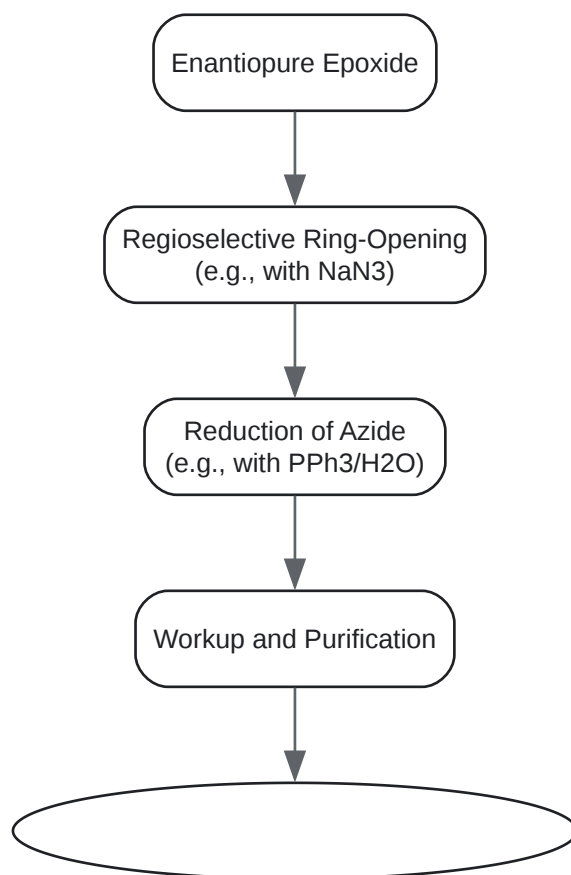 Enantiopure Epoxide
Regioselective Ring-Opening
(e.g., with NaN3)
Reduction of Azide
(e.g., with PPh3/H2O)
Workup and Purification